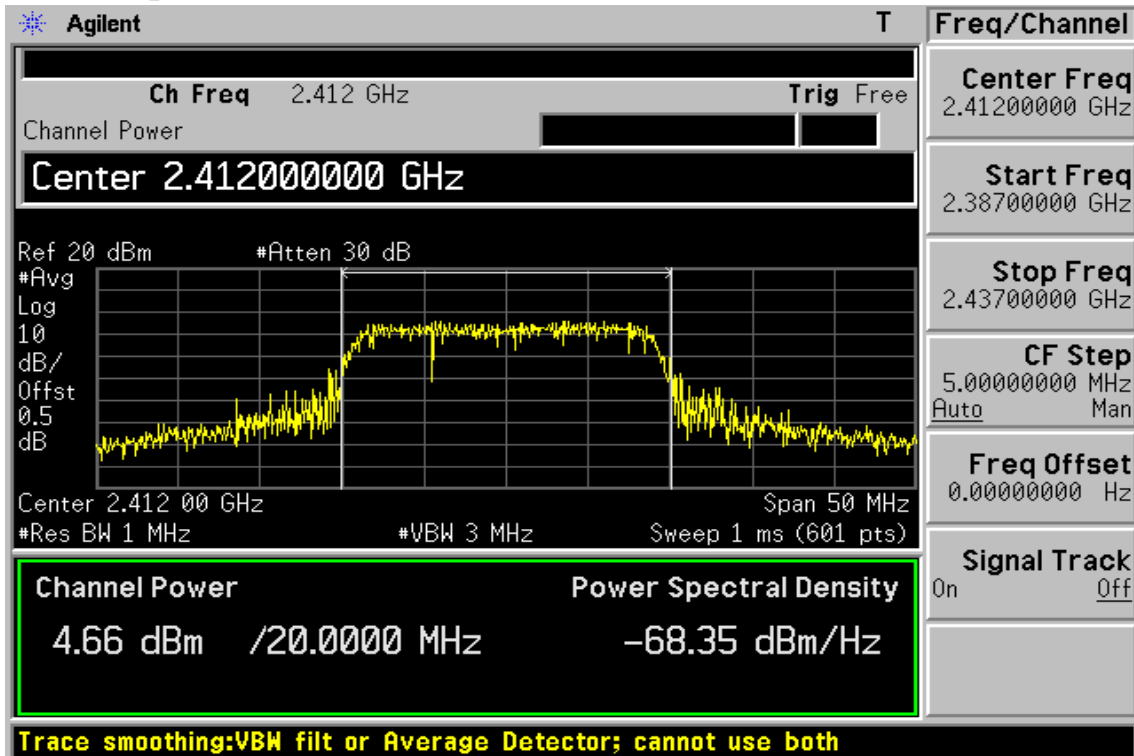 Agilent T Freq/Channel
Ch Freq 2.412 GHz Trig Free
Channel Power
Center 2.412000000 GHz
Ref 20 dBm #Atten 30 dB
#Avg
Log
10
dB/
Offst
0.5
dB
Center 2.412 00 GHz Span 50 MHz
#Res BW 1 MHz #VBW 3 MHz Sweep 1 ms (601 pts)
Channel Power Power Spectral Density
4.66 dBm /20.0000 MHz -68.35 dBm/Hz
Trace smoothing:VBW filt or Average Detector; cannot use both
Center Freq
2.41200000 GHz
Start Freq
2.38700000 GHz
Stop Freq
2.43700000 GHz
CF Step
5.00000000 MHz
Auto Man
Freq Offset
0.00000000 Hz
Signal Track
On Off